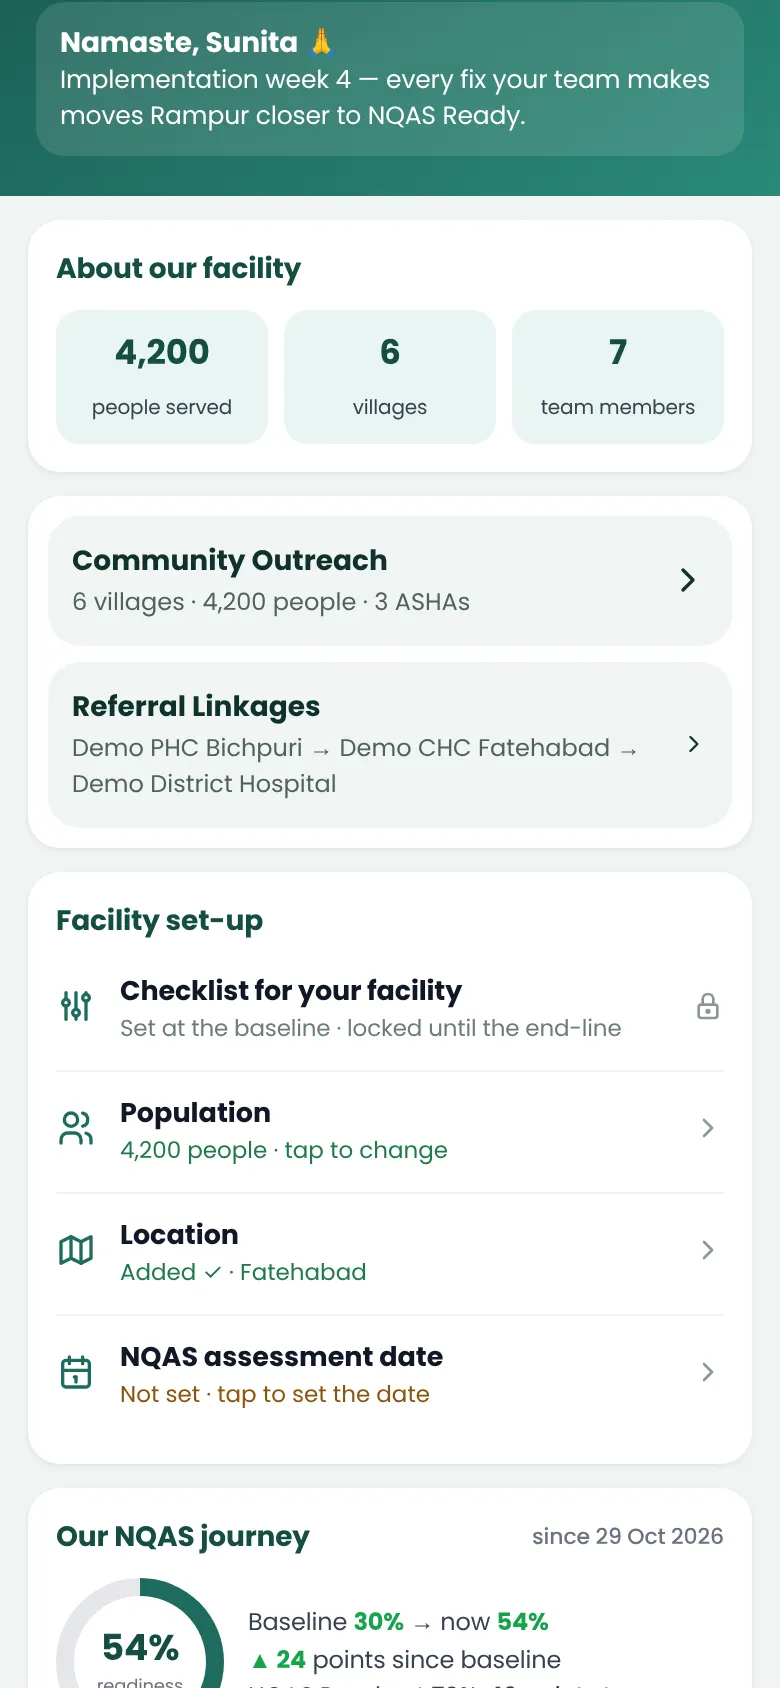 Namaste, Sunita 🙏
Implementation week 4 — every fix your team makes
moves Rampur closer to NQAS Ready.
About our facility
4,200
people served
6
villages
7
team members
Community Outreach
6 villages · 4,200 people · 3 ASHAs
Referral Linkages
Demo PHC Bichpuri → Demo CHC Fatehabad →
Demo District Hospital
Facility set-up
Checklist for your facility
Set at the baseline · locked until the end-line
Population
4,200 people · tap to change
Location
Added ✓ · Fatehabad
NQAS assessment date
Not set · tap to set the date
Our NQAS journey
since 29 Oct 2026
54%
readiness
Baseline 30% → now 54%
▲ 24 points since baseline